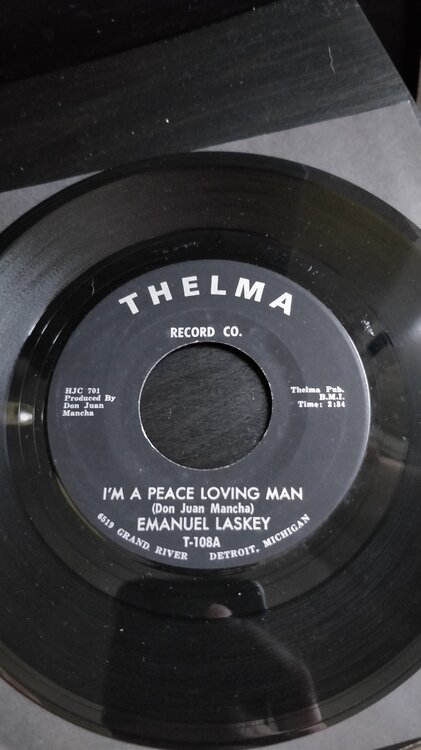 THELMA
RECORD CO.
HJC 701
Produced By
Don Juan
Mancha
Thelma Pub.
B.M.I.
Time: 2:34
I'M A PEACE LOVING MAN
(Don Juan Mancha)
EMANUEL LASKEY
T-108A
6519 GRAND RIVER DETROIT, MICHIGAN